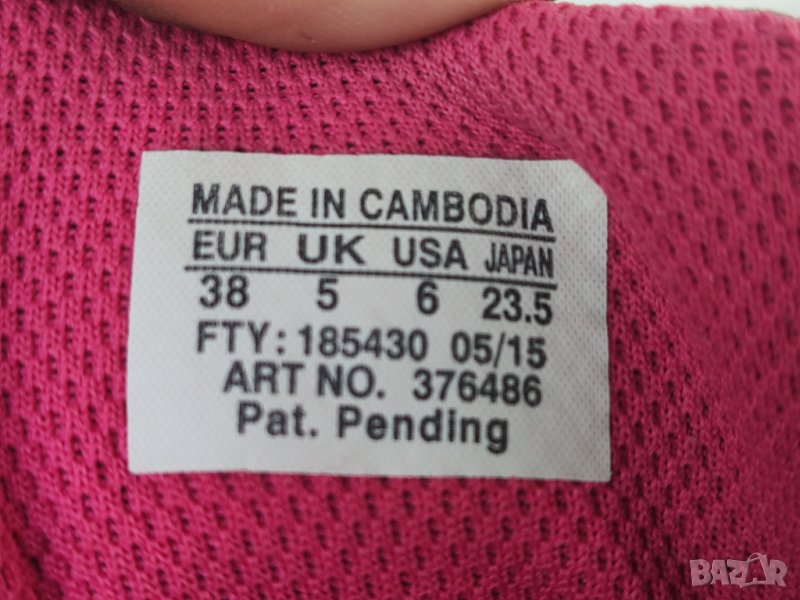 MADE IN CAMBODIA
EUR UK USA JAPAN
38 5 6 23.5
FTY: 185430 05/15
ART NO. 376486
Pat. Pending
BAZAR